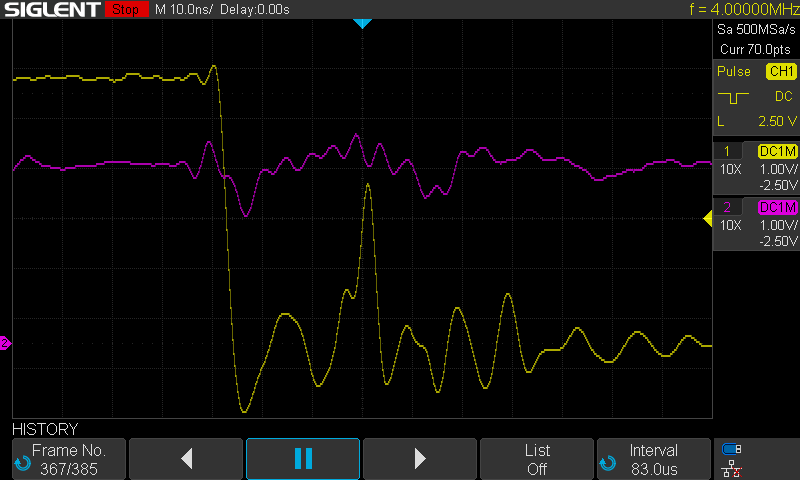 SIGLENT Stop M 10.0ns/ Delay:0.00s f = 4.00000MHz
Sa 500MSa/s
Curr 70.0pts
Pulse CH1
DC
L 2.50 V
1 DC1M
10X 1.00V/
-2.50V
2 DC1M
10X 1.00V/
-2.50V
2
HISTORY
Frame No.
367/385
List
Off
Interval
83.0us